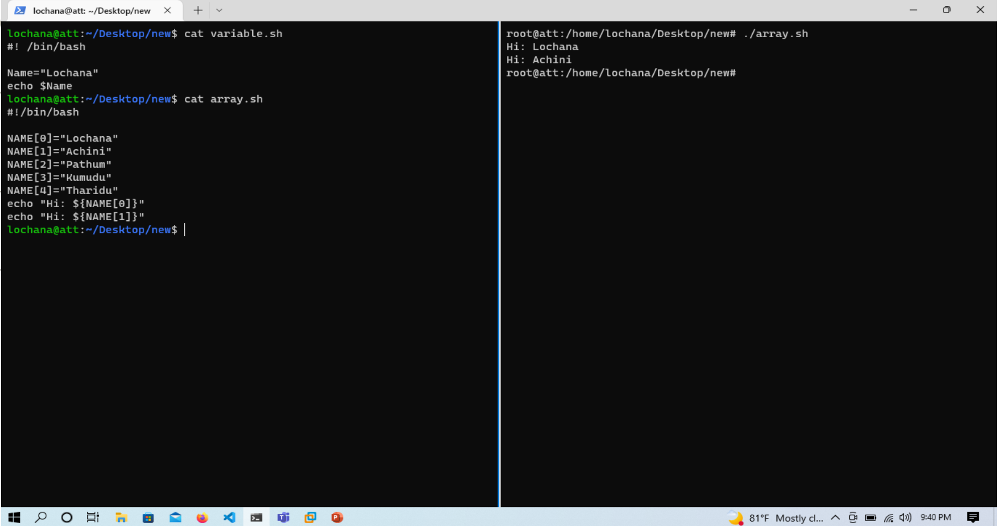 lochana@att: ~/Desktop/new
lochana@att:~/Desktop/new$ cat variable.sh
#! /bin/bash
Name="Lochana"
echo $Name
lochana@att:~/Desktop/new$ cat array.sh
#!/bin/bash
NAME[0]="Lochana"
NAME[1]="Achini"
NAME[2]="Pathum"
NAME[3]="Kumudu"
NAME[4]="Tharidu"
echo "Hi: ${NAME[0]}"
echo "Hi: ${NAME[1]}"
lochana@att:~/Desktop/new$
root@att:/home/lochana/Desktop/new# ./array.sh
Hi: Lochana
Hi: Achini
root@att:/home/lochana/Desktop/new#
81°F Mostly cl... 9:40 PM